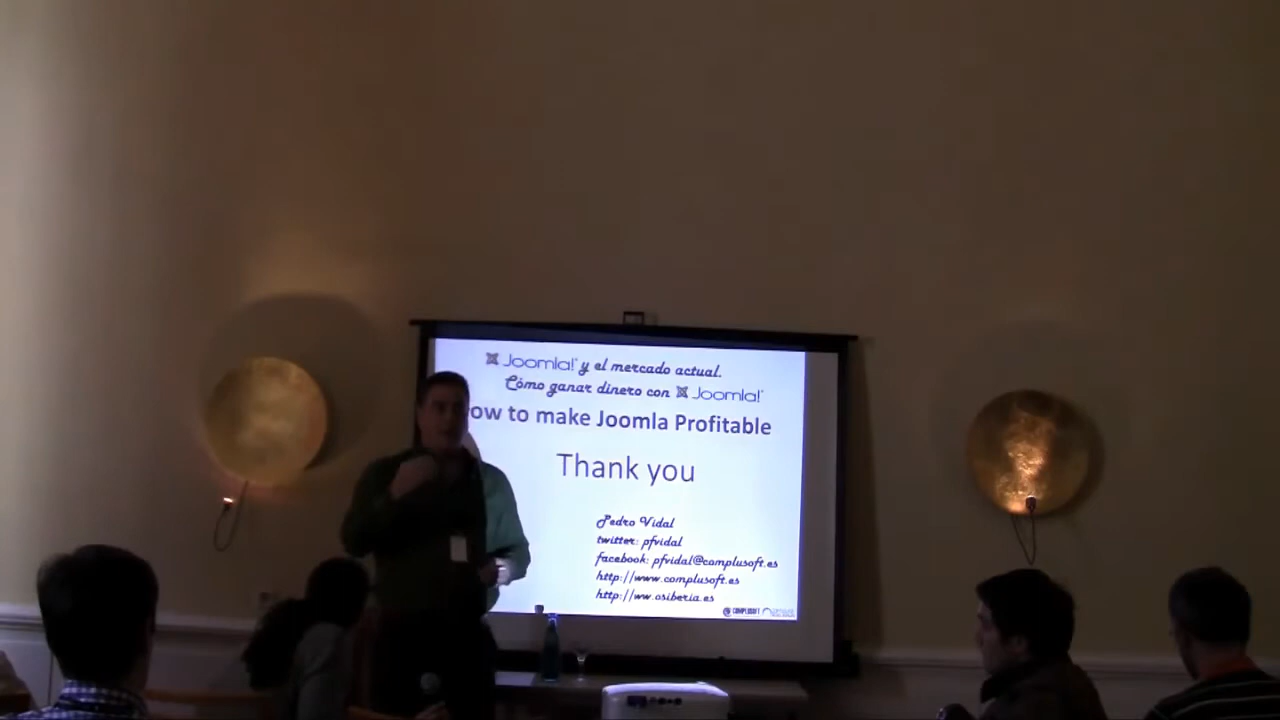 Joomla!® y el mercado actual.
Cómo ganar dinero con Joomla!®
ow to make Joomla Profitable
Thank you
Pedro Vidal
twitter: pfvidal
facebook: pfvidal@complusoft.es
http://www.complusoft.es
http://ww.osiberia.es
COMPLUSOFT